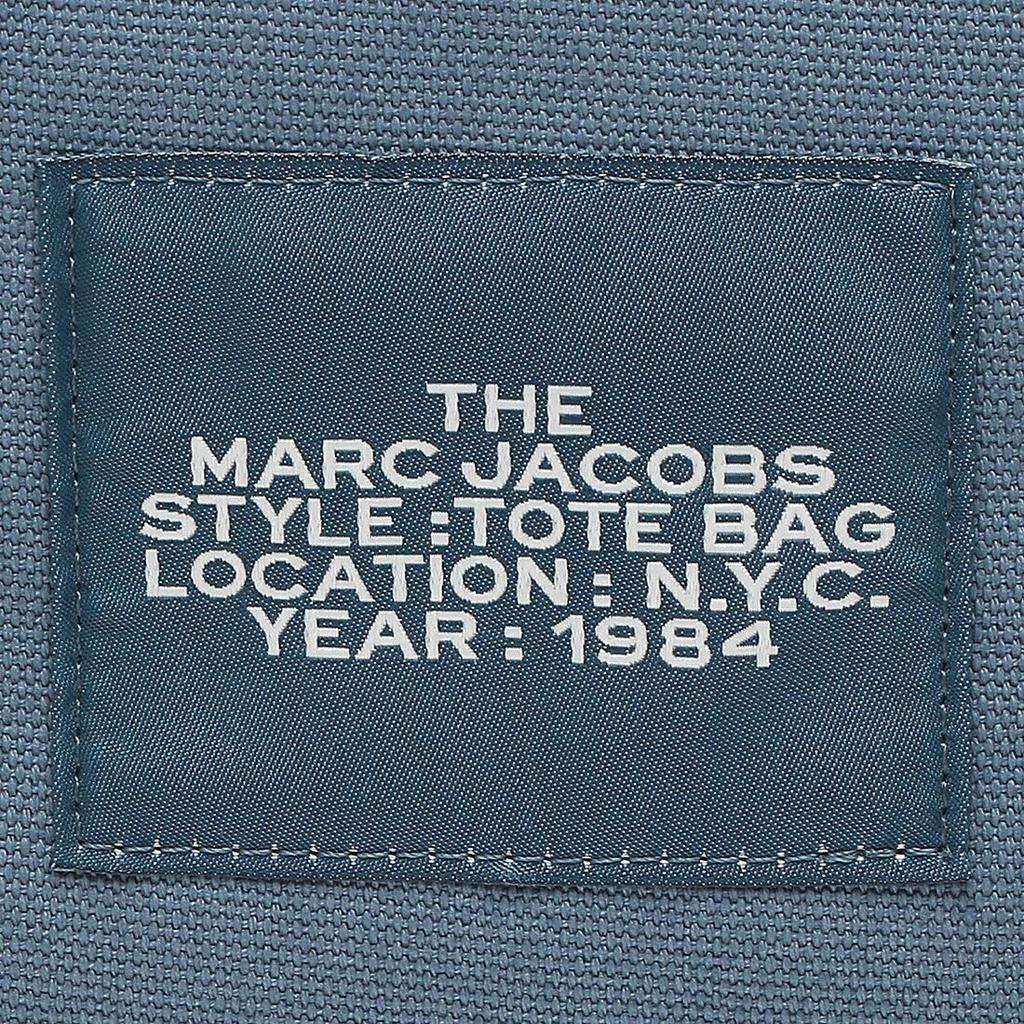 THE
MARC JACOBS
STYLE :TOTE BAG
LOCATION : N.Y.C.
YEAR : 1984